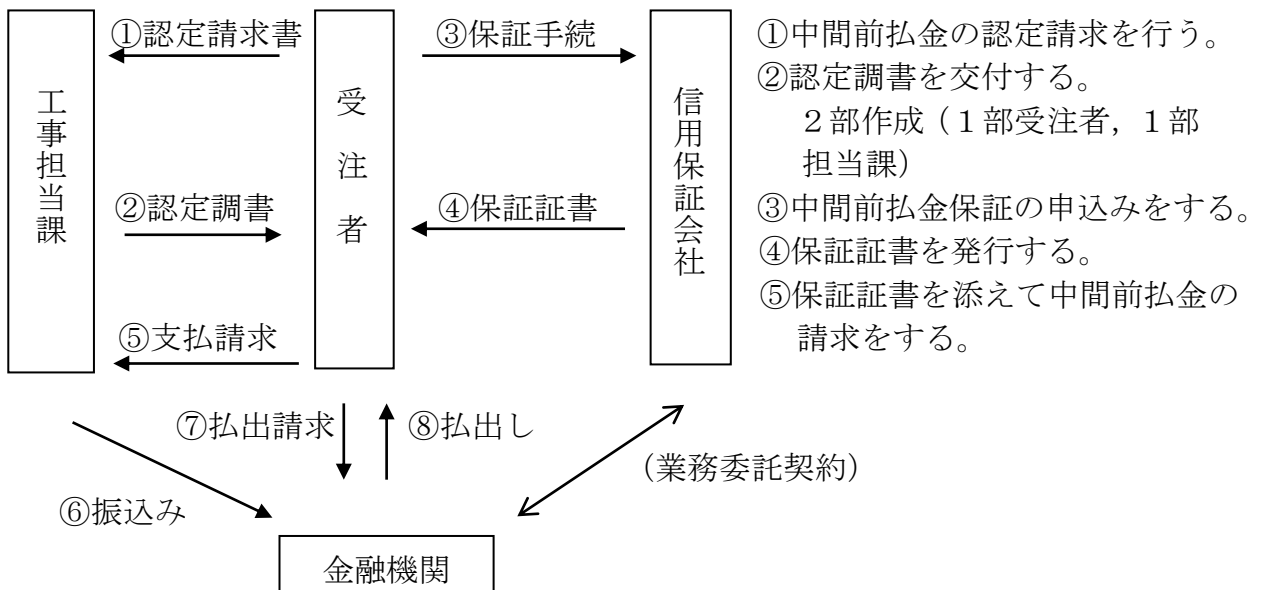 ①認定請求書
③保証手続
①中間前払金の認定請求を行う。
②認定調書を交付する。
２部作成（１部受注者，１部
担当課）
③中間前払金保証の申込みをする。
④保証証書を発行する。
⑤保証証書を添えて中間前払金の
請求をする。
工事担当課
受注者
信用保証会社
②認定調書
④保証証書
⑤支払請求
⑦払出請求
⑧払出し
（業務委託契約）
⑥振込み
金融機関